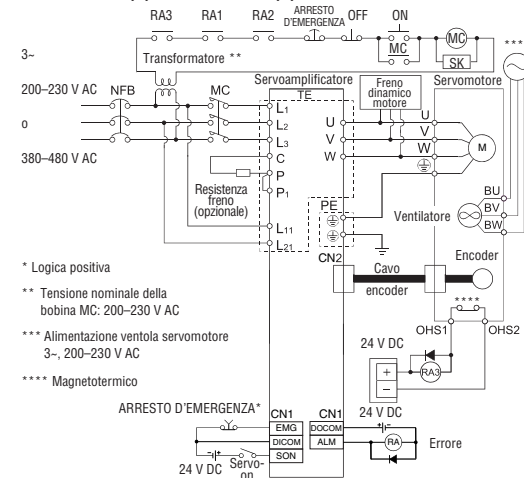 RA3 RA1 RA2 ARRESTO D'EMERGENZA OFF ON
MC
MC
SK
***
3~
Transformatore **
200–230 V AC
o
380–480 V AC
NFB
MC
Servoamplificatore
TE
Freno dinamico motore
Servomotore
L1
L2
L3
C
P
P1
L11
L21
U
V
W
U
V
W
M
Resistenza freno (opzionale)
PE
CN2
Ventilatore
BU
BV
BW
Encoder
Cavo encoder
****
OHS1
OHS2
* Logica positiva
** Tensione nominale della
bobina MC: 200–230 V AC
*** Alimentazione ventola servomotore
3~, 200–230 V AC
**** Magnetotermico
24 V DC
+
–
RA3
24 V DC
ARRESTO D'EMERGENZA*
CN1
EMG
DICOM
SON
24 V DC
Servo-on
CN1
DOCOM
ALM
RA
Errore